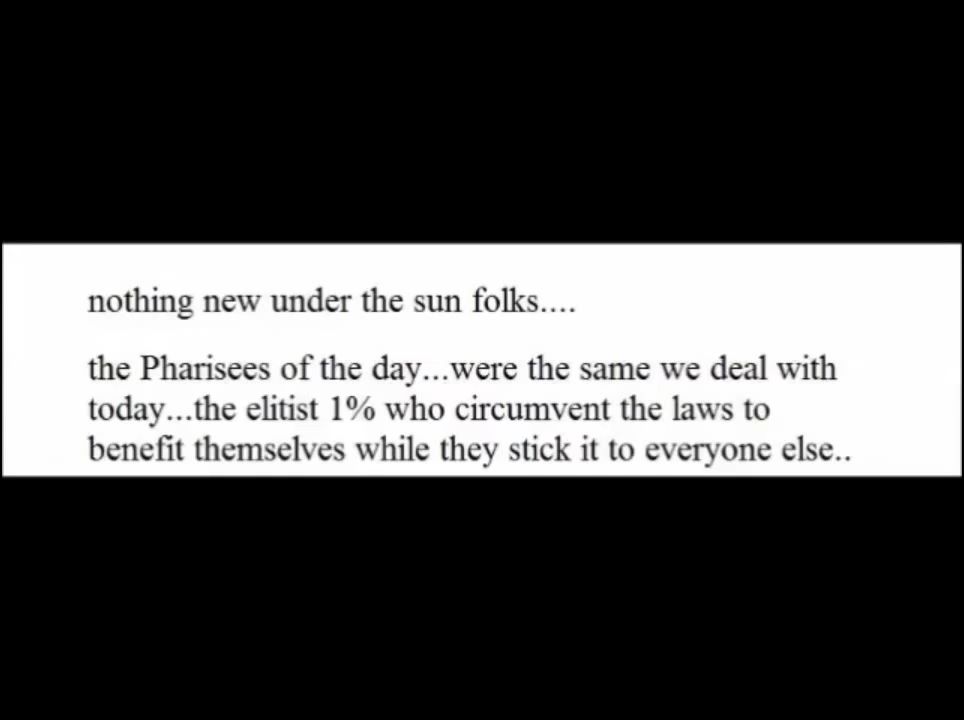 nothing new under the sun folks....
the Pharisees of the day...were the same we deal with
today...the elitist 1% who circumvent the laws to
benefit themselves while they stick it to everyone else..